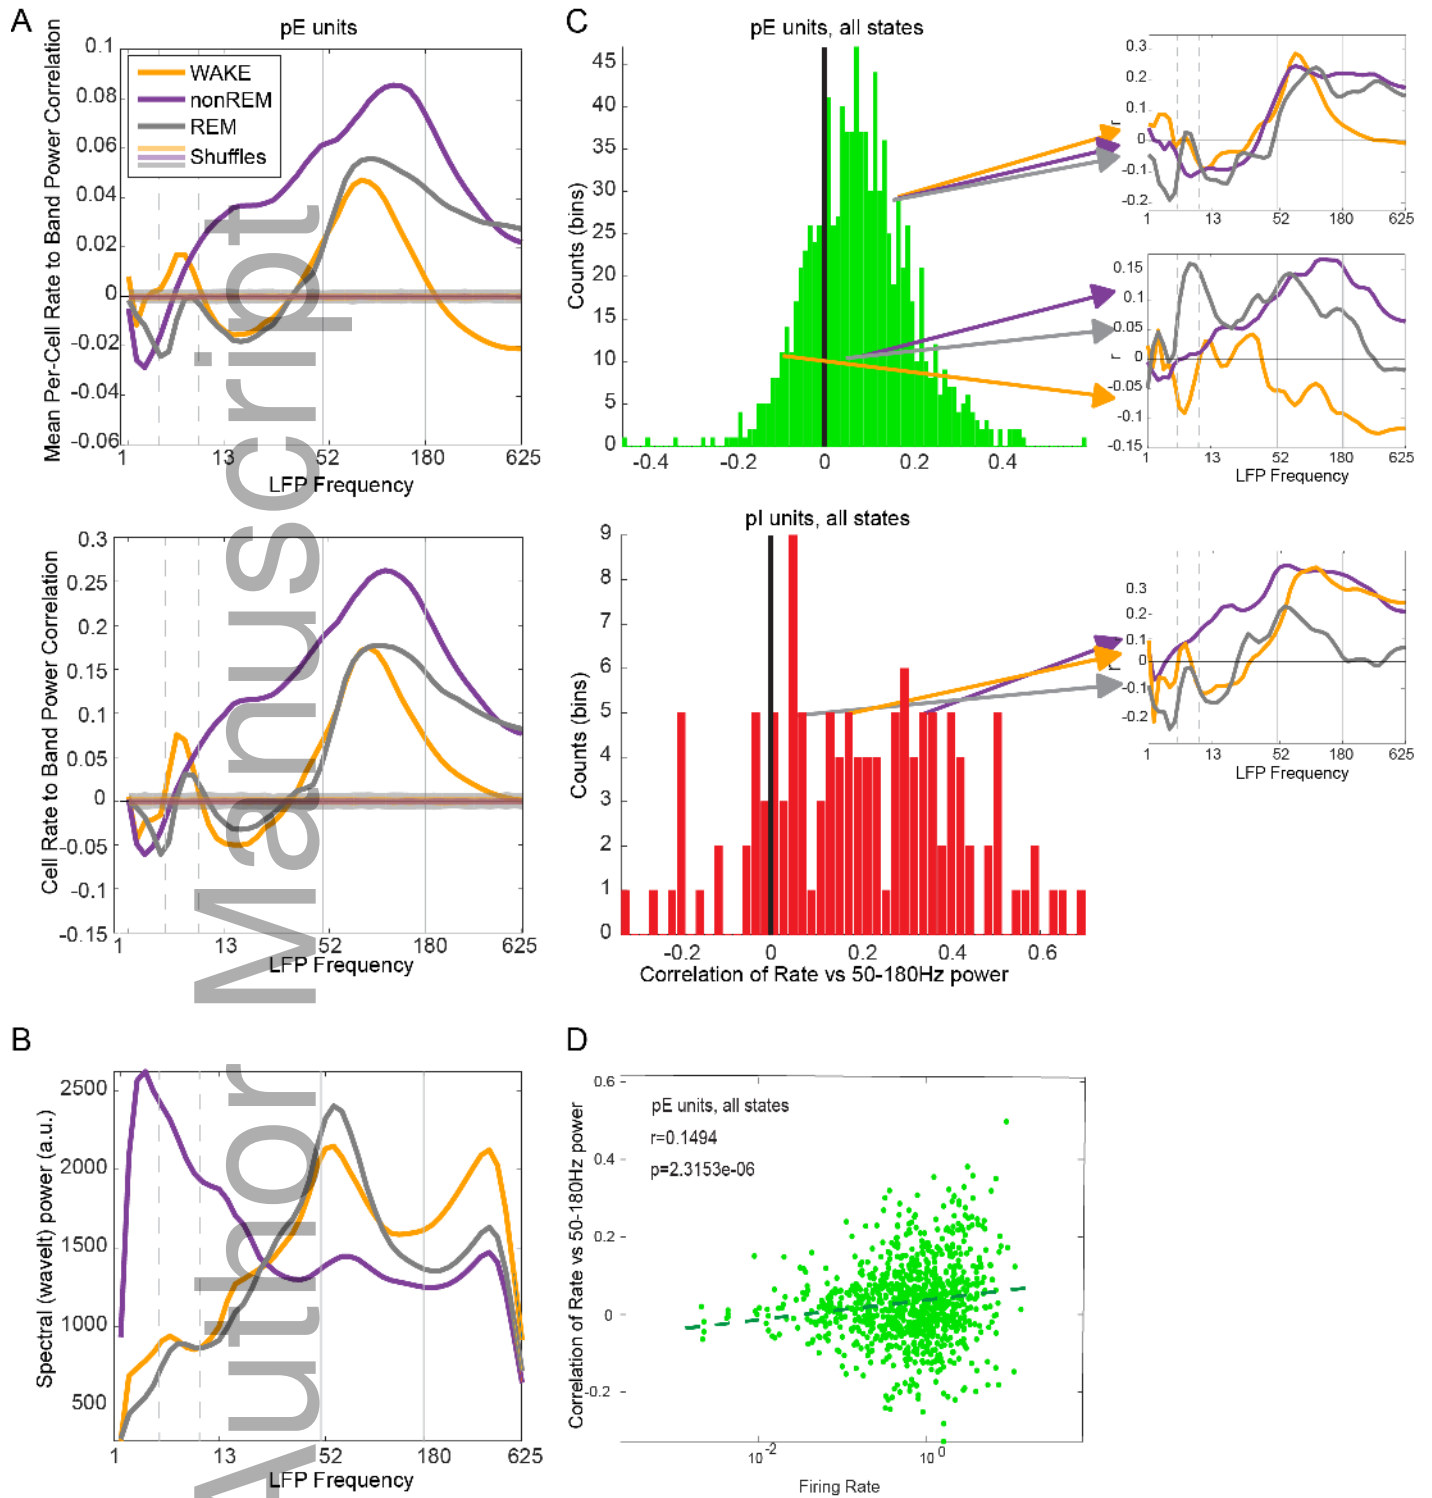 A
pE units
Mean Per-Cell Rate to Band Power Correlation
0.1
0.08
0.06
0.04
0.02
0
-0.02
-0.04
-0.06
WAKE
nonREM
REM
Shuffles
1 13 52 180 625
LFP Frequency
Cell Rate to Band Power Correlation
0.3
0.25
0.2
0.15
0.1
0.05
0
-0.05
-0.1
-0.15
1 13 52 180 625
LFP Frequency
B
Spectral (wavelt) power (a.u.)
2500
2000
1500
1000
500
1 13 52 180 625
LFP Frequency
C
pE units, all states
Counts (bins)
45
40
35
30
25
20
15
10
5
0
-0.4 -0.2 0 0.2 0.4
r
0.3
0.2
0.1
0
-0.1
-0.2
1 13 52 180 625
r
0.15
0.1
0.05
0
-0.05
-0.1
-0.15
1 13 52 180 625
LFP Frequency
pI units, all states
Counts (bins)
9
8
7
6
5
4
3
2
1
0
-0.2 0 0.2 0.4 0.6
Correlation of Rate vs 50-180Hz power
r
0.3
0.2
0.1
0
-0.1
-0.2
1 13 52 180 625
LFP Frequency
D
Correlation of Rate vs 50-180Hz power
0.6
0.4
0.2
0
-0.2
pE units, all states
r=0.1494
p=2.3153e-06
10-2 100
Firing Rate
Author Manuscript